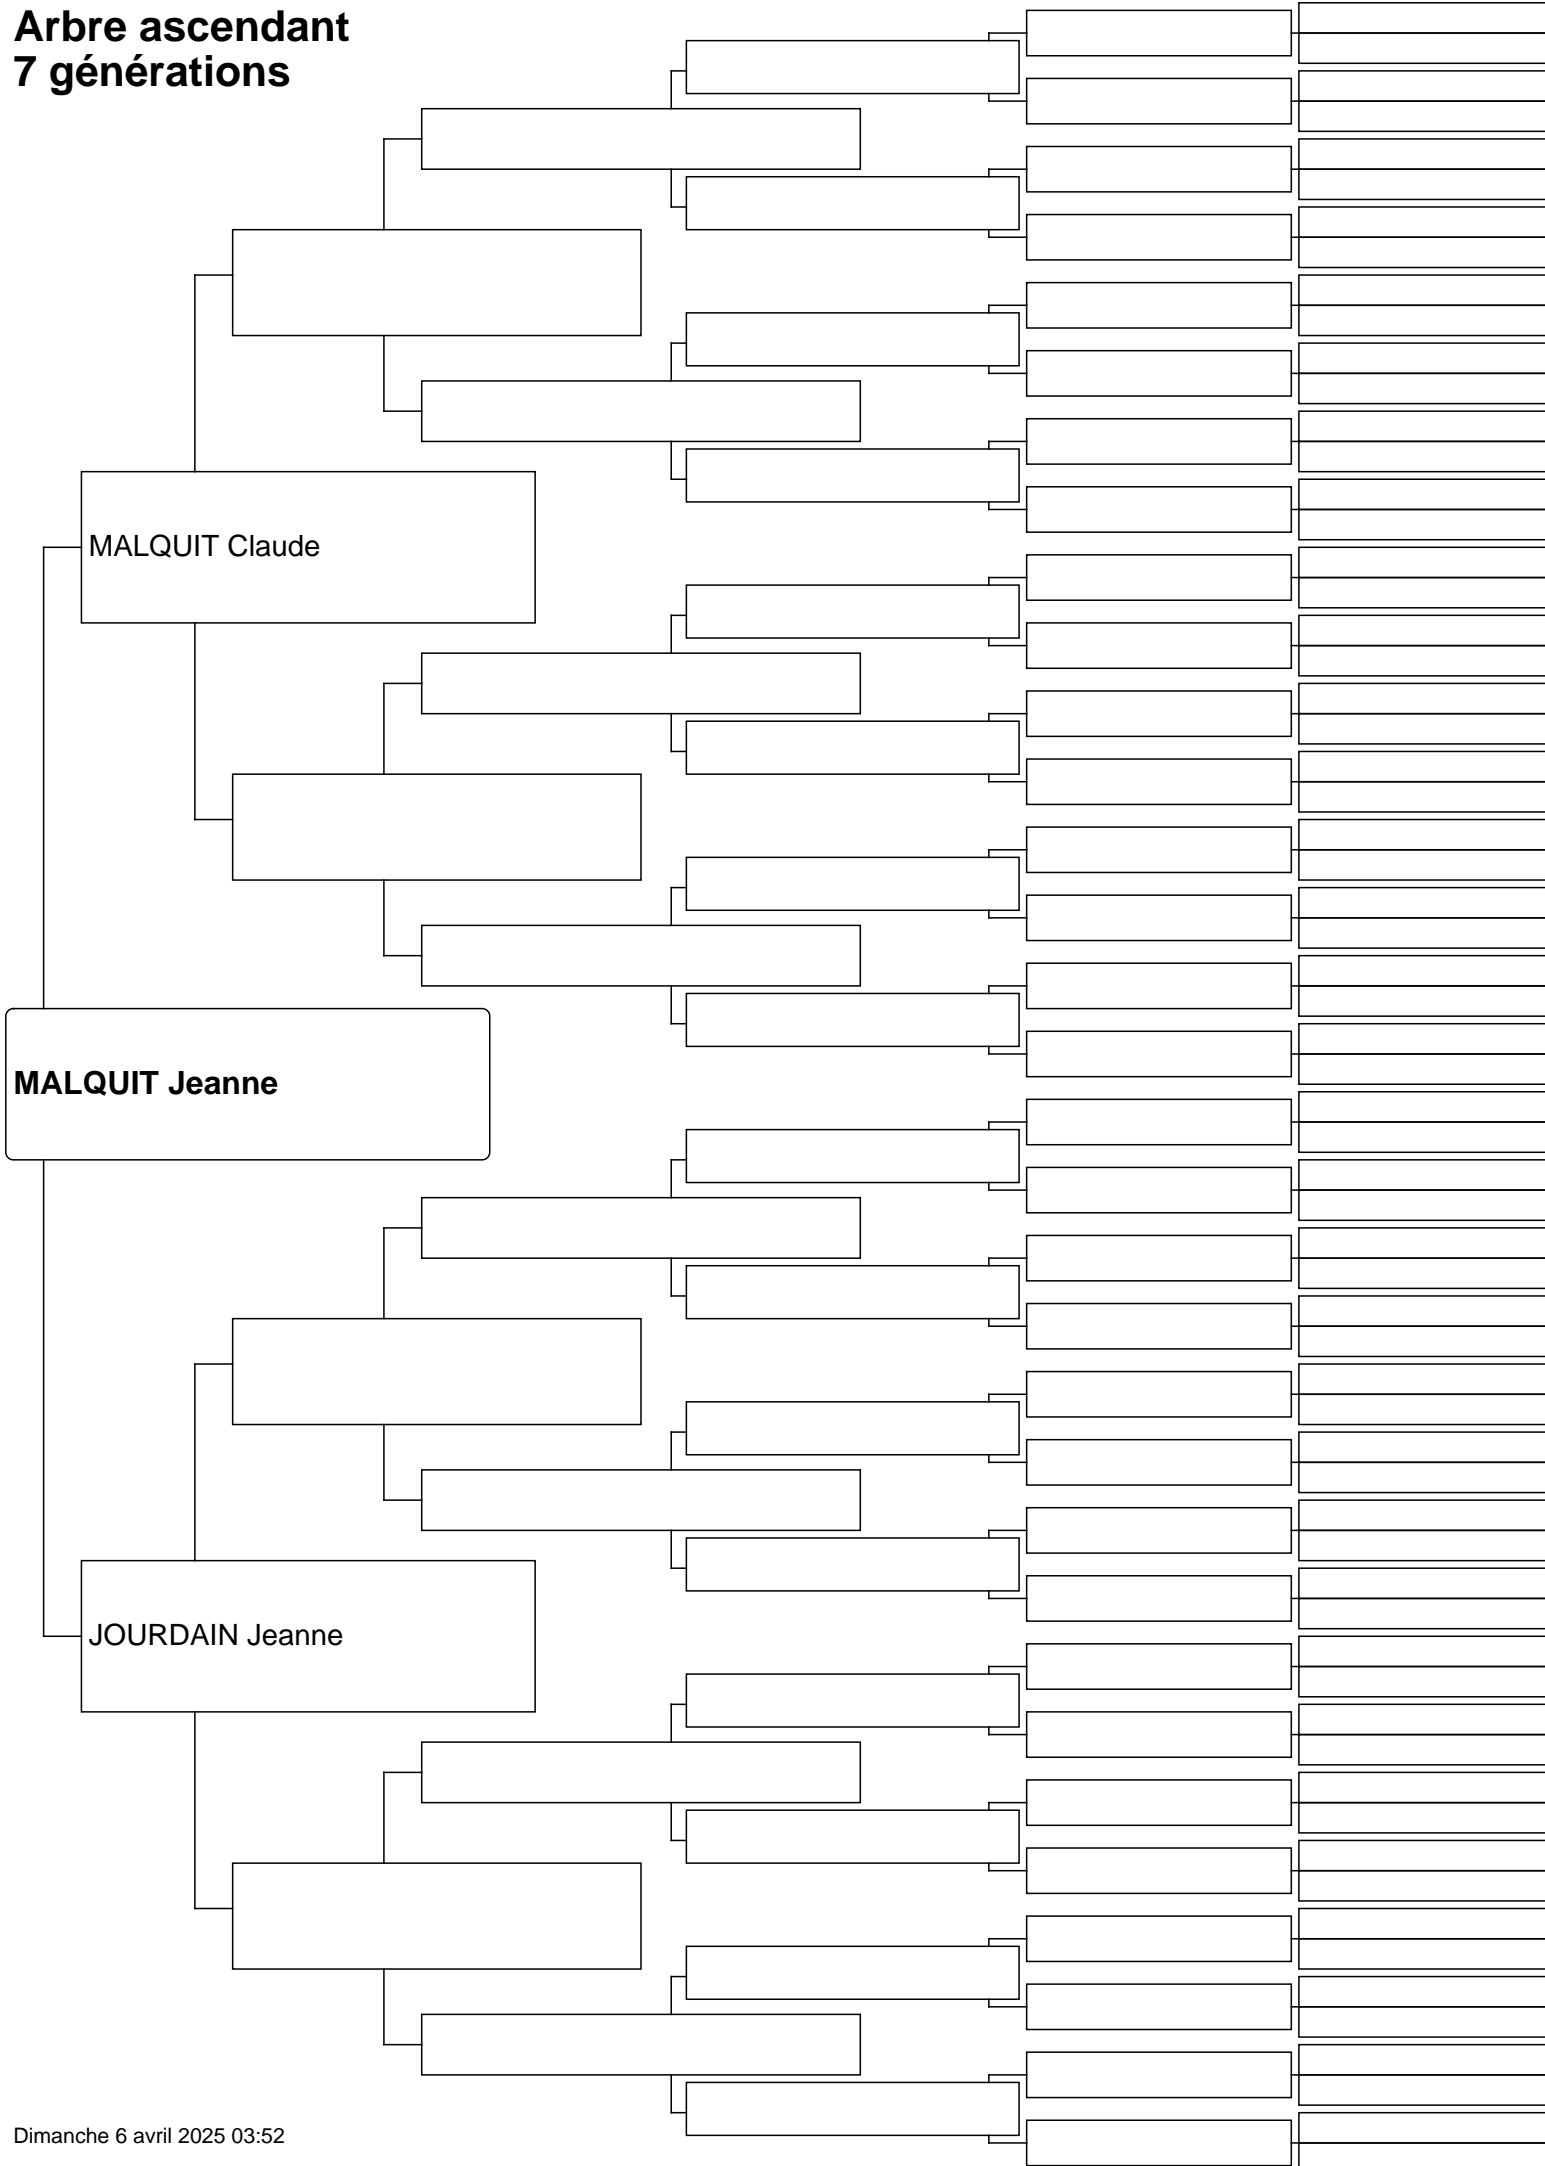 Arbre ascendant
7 générations
MALQUIT Claude
MALQUIT Jeanne
JOURDAIN Jeanne
Dimanche 6 avril 2025 03:52